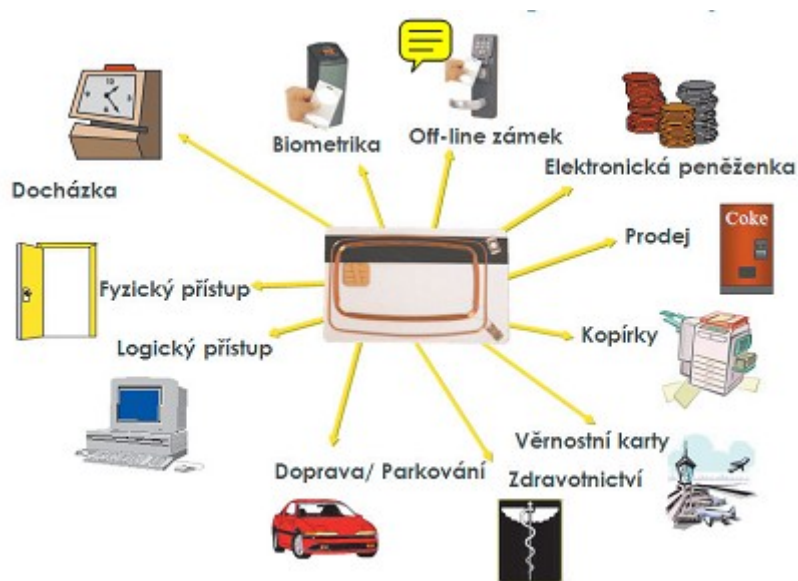 Biometrika
Off-line zámek
Elektronická peněženka
Docházka
Coke
Prodej
Fyzický přístup
Kopírky
Logický přístup
Věrnostní karty
Doprava/ Parkování
Zdravotnictví